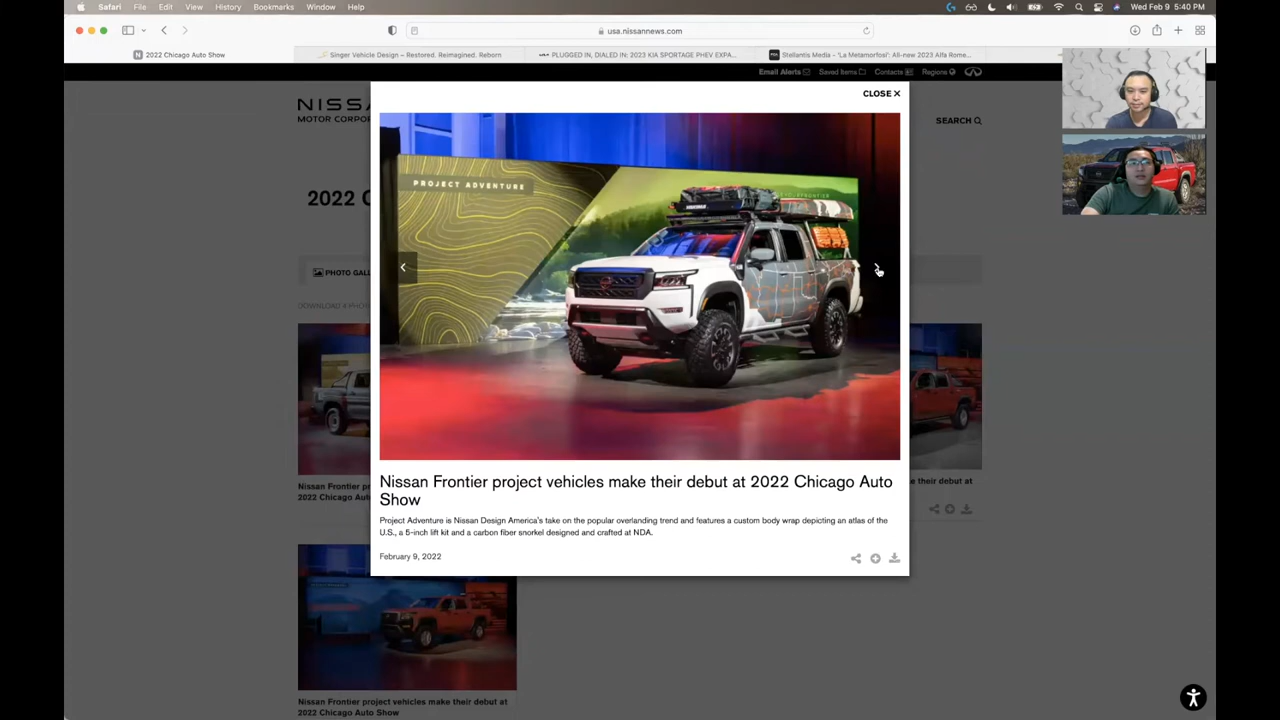 Safari File Edit View History Bookmarks Window Help
Wed Feb 9 5:40 PM
usa.nissannews.com
2022 Chicago Auto Show
Singer Vehicle Design – Restored. Reimagined. Reborn
PLUGGED IN, DIALED IN: 2023 KIA SPORTAGE PHEV EXPA...
Stellantis Media - 'La Metamorfosi': All-new 2023 Alfa Rome...
Email Alerts Saved Items Contacts Regions
CLOSE X
NISS
MOTOR CORPOR
SEARCH
PROJECT ADVENTURE
2022 C
PHOTO GALL
Nissan Frontier pr
2022 Chicago Aut
e their debut at
Nissan Frontier project vehicles make their debut at 2022 Chicago Auto
Show
Project Adventure is Nissan Design America's take on the popular overlanding trend and features a custom body wrap depicting an atlas of the
U.S., a 5-inch lift kit and a carbon fiber snorkel designed and crafted at NDA.
February 9, 2022
Nissan Frontier project vehicles make their debut at
2022 Chicago Auto Show